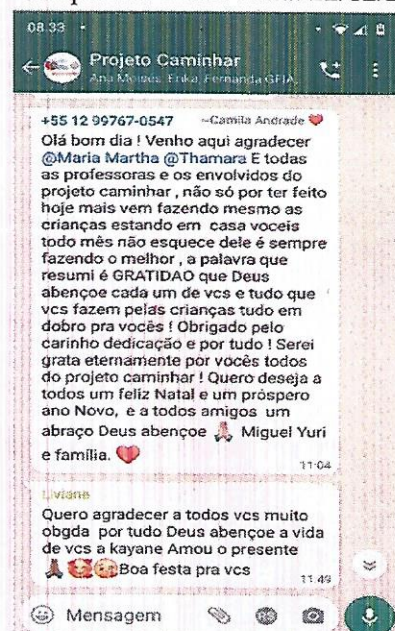 08.33
Projeto Caminhar
Ana Moises, Erika, Fernanda GFIA,
+55 12 99767-0547 ~Camila Andrade ❤️
Olá bom dia ! Venho aqui agradecer
@Maria Martha @Thamara E todas
as professoras e os envolvidos do
projeto caminhar , não só por ter feito
hoje mais vem fazendo mesmo as
crianças estando em casa voceis
todo mês não esquece dele é sempre
fazendo o melhor , a palavra que
resumi é GRATIDAO que Deus
abençoe cada um de vcs e tudo que
vcs fazem pelas crianças tudo em
dobro pra vocês ! Obrigado pelo
carinho dedicação e por tudo ! Serei
grata eternamente por vocês todos
do projeto caminhar ! Quero deseja a
todos um feliz Natal e um próspero
ano Novo, e a todos amigos um
abraço Deus abençoe 🙏🏽 Miguel Yuri
e família. ❤️
11:04
Liviane
Quero agradecer a todos vcs muito
obgda por tudo Deus abençoe a vida
de vcs a kayane Amou o presente
🙏🏽🥰😘Boa festa pra vcs
11:49
Mensagem
R$